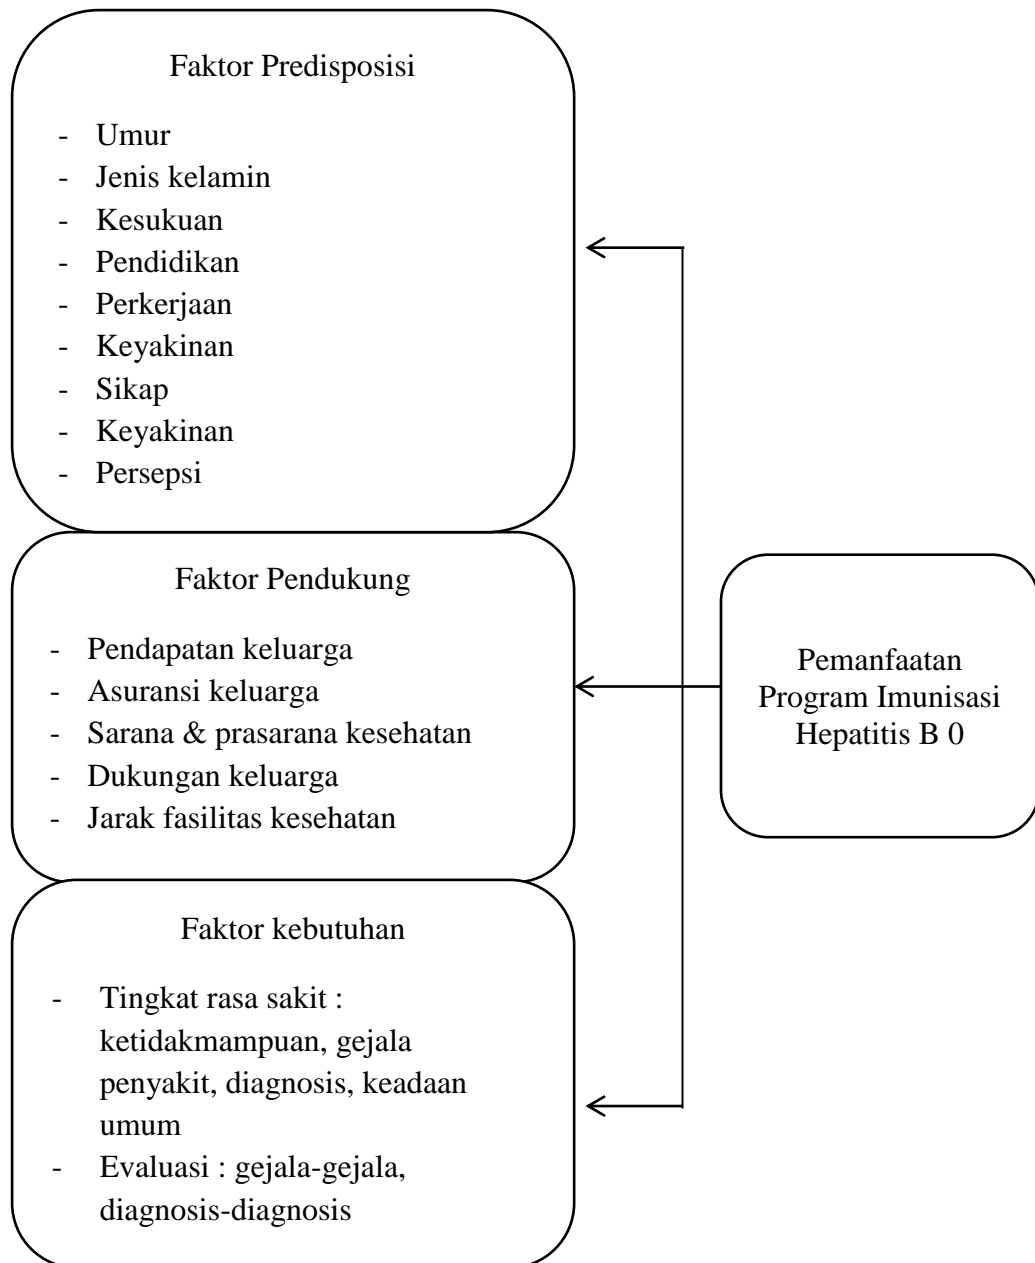 Faktor Predisposisi
- Umur
- Jenis kelamin
- Kesukuan
- Pendidikan
- Perkerjaan
- Keyakinan
- Sikap
- Keyakinan
- Persepsi
Faktor Pendukung
- Pendapatan keluarga
- Asuransi keluarga
- Sarana & prasarana kesehatan
- Dukungan keluarga
- Jarak fasilitas kesehatan
Faktor kebutuhan
- Tingkat rasa sakit :
ketidakmampuan, gejala
penyakit, diagnosis, keadaan
umum
- Evaluasi : gejala-gejala,
diagnosis-diagnosis
Pemanfaatan
Program Imunisasi
Hepatitis B 0